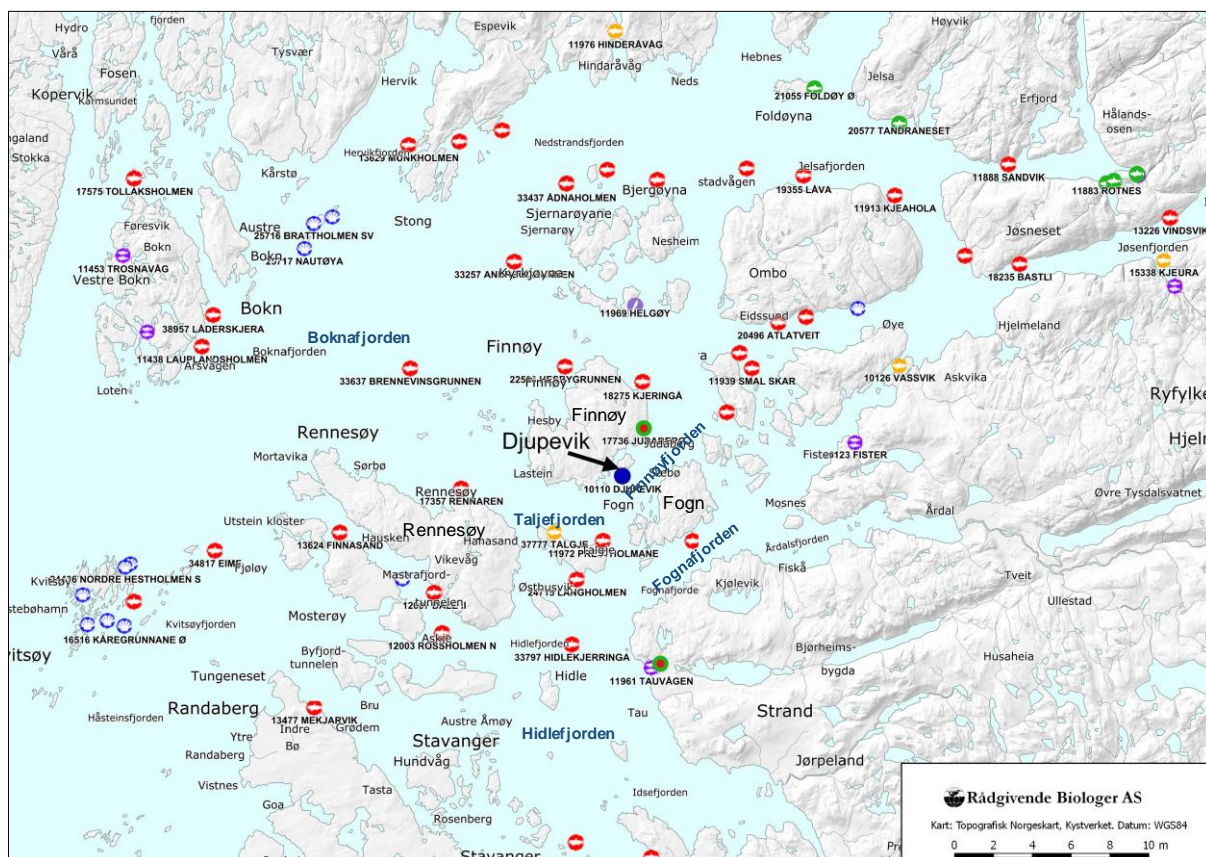 fjorden
Espevik
Høyvik
Hydro
Vårå
Tysvær
11976 HINDERÅVÅG
Hebnes
Hindaråvåg
Fosen
Hervik
Neds
Jelsa
Erfjord
Kopervik
Karmsundet
21055 FOLDØY Ø
Hålands-
osen
Foldøyna
20577 TANDRANESET
Stokka
Hervikfjorden
13629 MUNKHOLMEN
Nedstrandsfjorden
Kårstø
Jelsafjorden
17575 TOLLAKSHOLMEN
33437 ÅDNAHOLMEN
Bjergøyna
stadvågen
19355 LÅVA
11888 SANDVIK
11883 ROTNES
11913 KJEAHOLA
Sjernarøyane
Føresvik
Austre
Stong
Sjernarøy
13226 VINDSVIK
25716 BRATTHOLMEN SV
Bokn
Nesheim
Jøsneset
Jøsenfjorden
Bokn
NAUTØYA
11453 TROSNAVÅG
Kyrkjøyna
Ombo
18235 BASTLI
15338 KJEURA
Vestre Bokn
Bokn
11969 HELGØY
38957 LÅDERSKJERA
Eidssund
20496 ATLATVEIT
Øye
Hjelmeland
Boknafjorden
Finnøy
11438 LAUPLANDSHOLMEN
Boknafjorden
Årsvågen
33637 BRENNEVINSGRUNNEN
Finnøy
18275 KJERINGÅ
11939 SMAL SKAR
10126 VASSVIK
Askvika
Loten
Ryfylke
Hesby
Finnøy
Rennesøy
Djupevik
Judaberg
Fister
Mortavika
Sørbø
Lastein
10110 DJUPEVIK
Finnøyfjorden
Rennesøy
17357 RENNAREN
Fogn
Fogn
Mosnes
Øvre Tysdalsvatnet
Utstein kloster
Taljefjorden
Årdal
Rennesøy
Hausken
Hanasand
37777 TALGJE
13624 FINNASAND
Talgje
Fognafjorden
Årdalsfjorden
Vikevåg
Fiskå
34817 EIME
Fjøløy
Tveit
Kvitsøy
NORDRE HESTHOLMEN S
Mastrafjord-
tunnelen
Østhusvik
LANGHOLMEN
Fognafjorde
Kjølevik
Ullestad
Mosterøy
Kvitsøyfjorden
16516 KÅREGRUNNANE Ø
Askje
12003 ROSSHOLMEN N
Hidlefjorden
33797 HIDLEKJERRINGA
Bjørheims-
bygda
Husaheia
Byfjord-
tunnelen
Hidle
11961 TAUVÅGEN
Tungeneset
Randaberg
Bru
Tau
Strand
Håsteinsfjorden
13477 MEKJARVIK
Austre Åmøy
Indre
Grødem
Hidlefjorden
Ytre
Bø
Stavanger
Randaberg
Hundvåg
Jørpeland
Vistnes
Tasta
Idsefjorden
Goa
Rosenberg
Stavanger
Rådgivende Biologer AS
Kart: Topografisk Norgeskart, Kystverket. Datum: WGS84
0 2 4 6 8 10 m